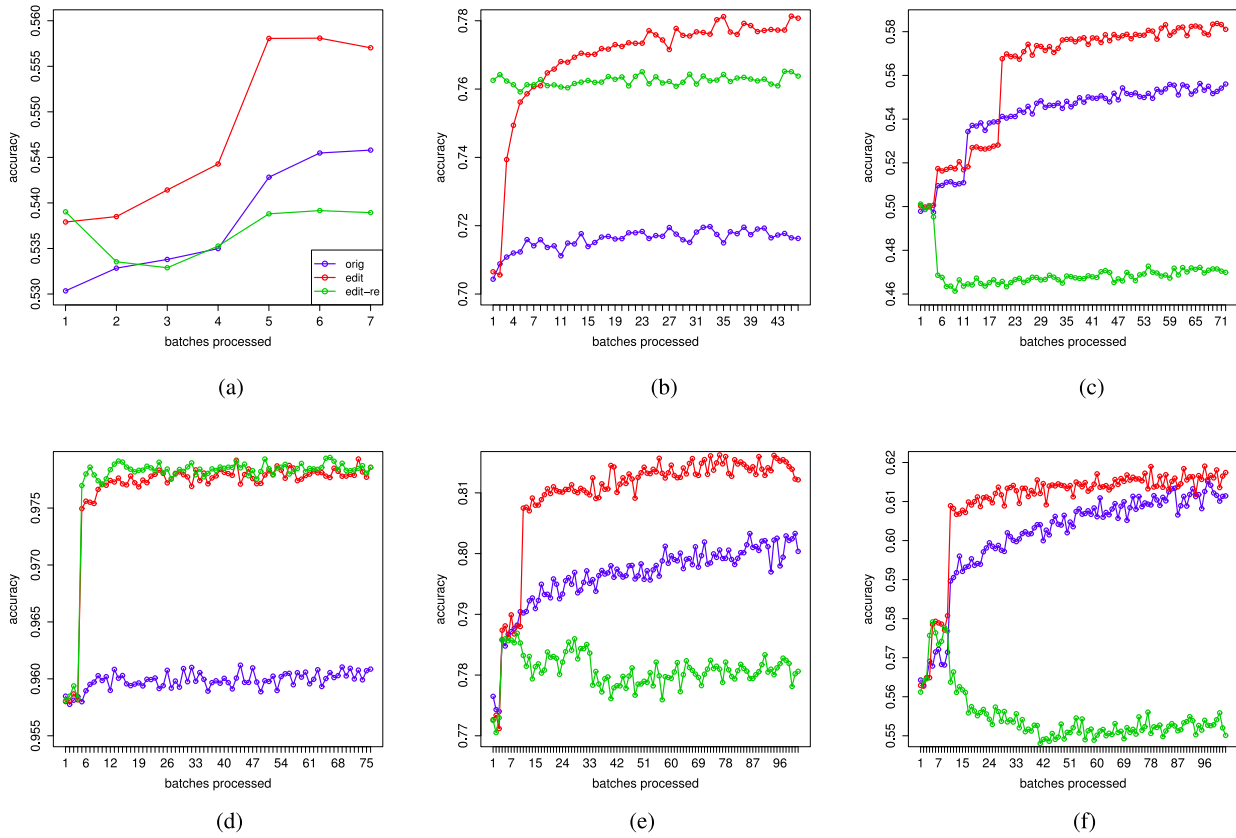 0.530 0.535 0.540 0.545 0.550 0.555 0.560
accuracy
orig
edit
edit-re
1 2 3 4 5 6 7
batches processed
(a)
0.70 0.72 0.74 0.76 0.78
accuracy
1 4 7 11 15 19 23 27 31 35 39 43
batches processed
(b)
0.46 0.48 0.50 0.52 0.54 0.56 0.58
accuracy
1 6 11 17 23 29 35 41 47 53 59 65 71
batches processed
(c)
0.955 0.960 0.965 0.970 0.975
accuracy
1 6 12 19 26 33 40 47 54 61 68 75
batches processed
(d)
0.77 0.78 0.79 0.80 0.81
accuracy
1 7 15 24 33 42 51 60 69 78 87 96
batches processed
(e)
0.55 0.56 0.57 0.58 0.59 0.60 0.61 0.62
accuracy
1 7 15 24 33 42 51 60 69 78 87 96
batches processed
(f)